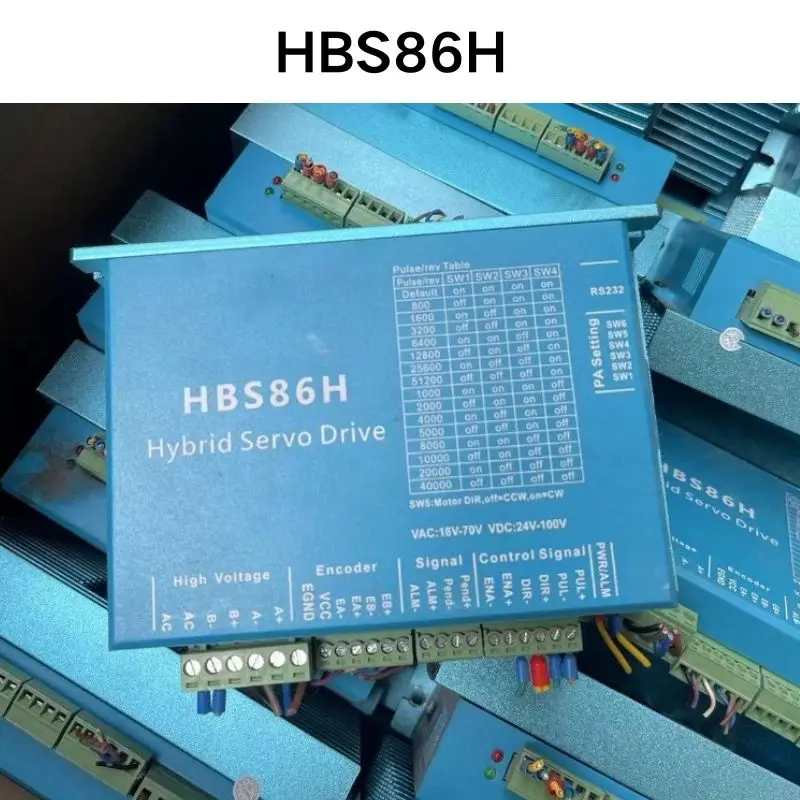 HBS86H
Pulse/rev Table
Pulse/rev SW1 SW2 SW3 SW4
Default on on on on
800 off on on on
1600 on off on on
3200 off off on on
6400 on on off on
12800 off on off on
25600 on off off on
51200 off off off on
1000 on on on off
2000 off on on off
4000 on off on off
5000 off off on off
8000 on on off off
10000 off on off off
20000 on off off off
40000 off off off off
SW5:Motor DiR,off=CCW,on=CW
RS232
PA Setting
SW6
SW5
SW4
SW3
SW2
SW1
HBS86H
Hybrid Servo Drive
VAC:18V-70V VDC:24V-100V
High Voltage Encoder Signal Control Signal PWR/ALM
AC AC B- B+ A- A+ EGND VCC EA- EA+ EB- EB+ ALM- ALM+ Pend- Pend+ ENA- ENA+ DIR- DIR+ PUL- PUL+
HBS86H
Servo Drive
Encoder